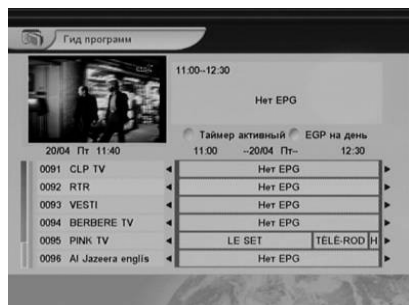 Гид программ
11:00--12:30
Нет EPG
Таймер активный EGP на день
20/04 Пт 11:40 11:00 --20/04 Пт-- 12:30
0091 CLP TV Нет EPG
0092 RTR Нет EPG
0093 VESTI Нет EPG
0094 BERBERE TV Нет EPG
0095 PINK TV LE SET TÉLÉ-ROD Н
0096 Al Jazeera englis Нет EPG